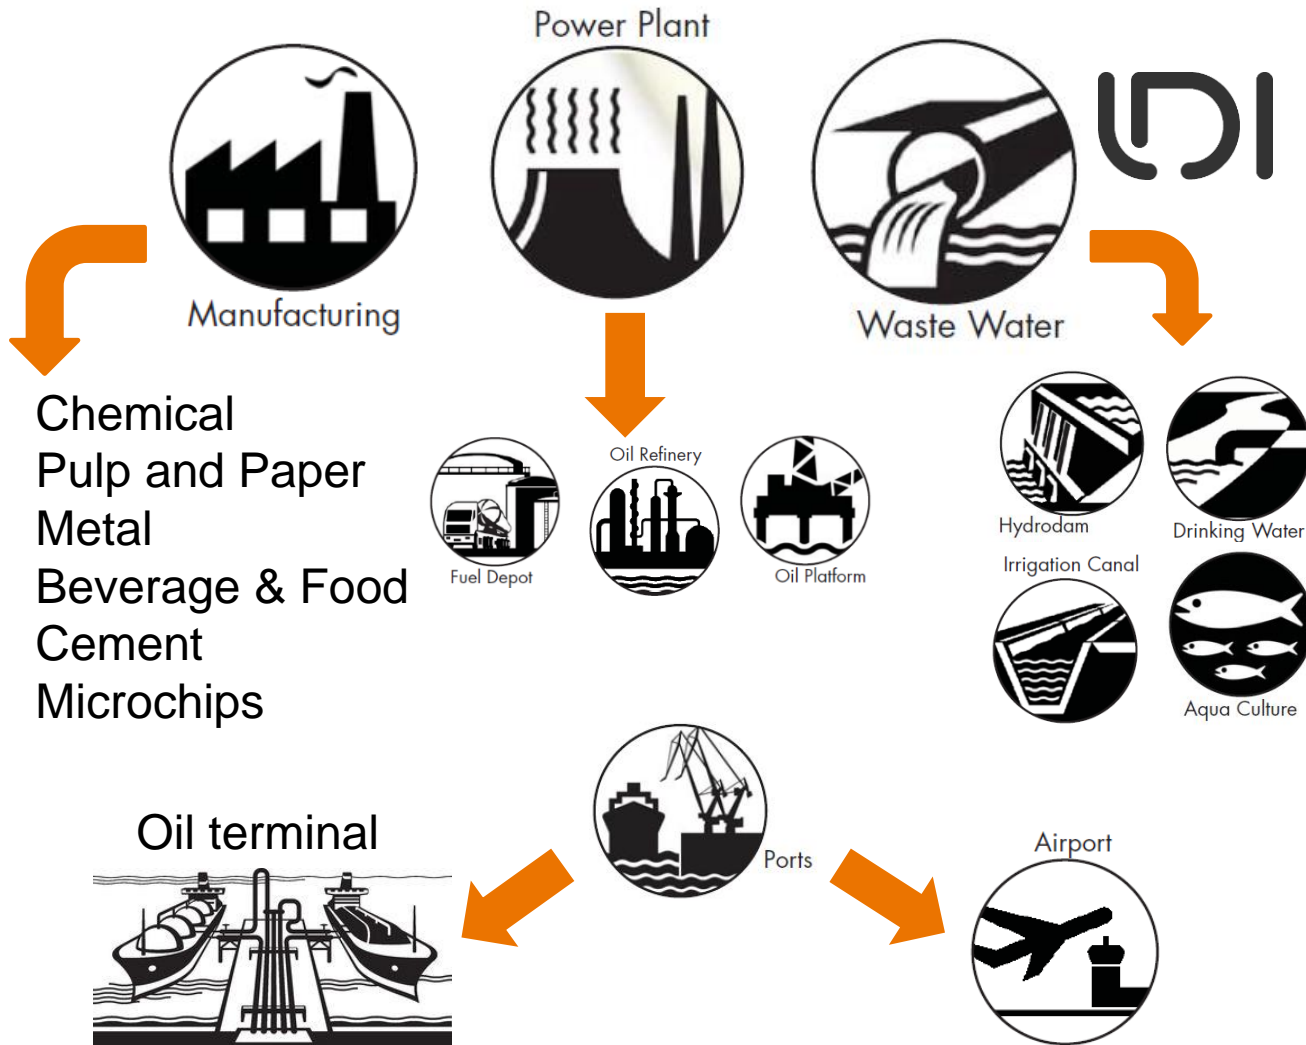 Power Plant
LDI
Manufacturing
Waste Water
Chemical
Pulp and Paper
Metal
Beverage & Food
Cement
Microchips
Oil Refinery
Fuel Depot
Oil Platform
Hydrodam
Drinking Water
Irrigation Canal
Aqua Culture
Oil terminal
Ports
Airport